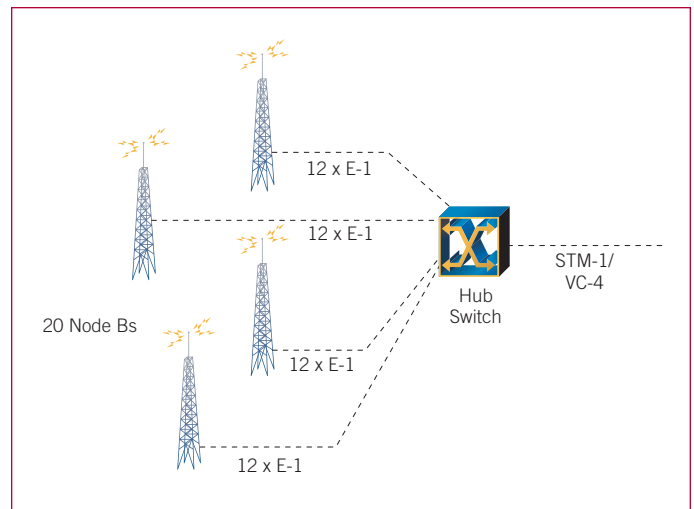 12 x E-1
12 x E-1
STM-1/
VC-4
Hub
Switch
20 Node Bs
12 x E-1
12 x E-1